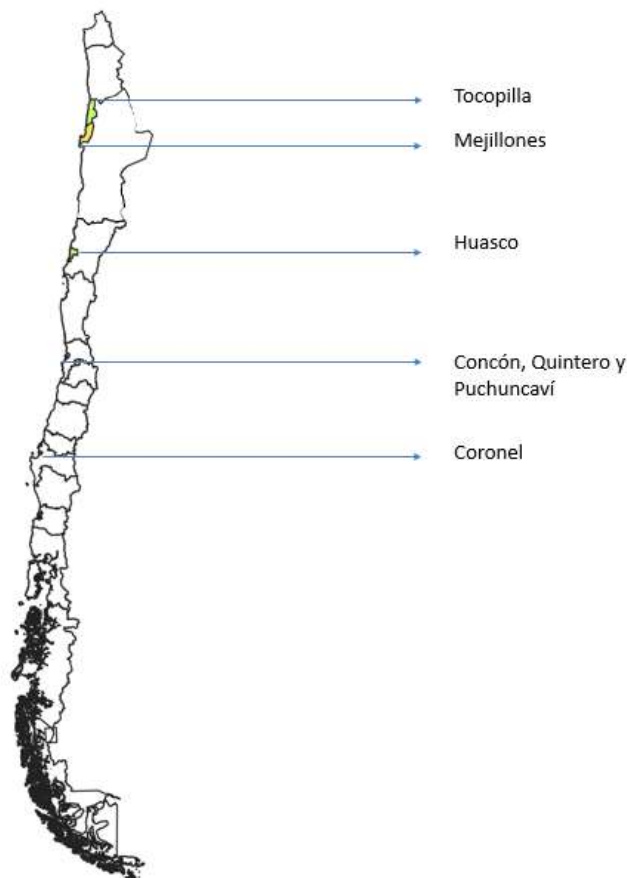 Tocopilla
Mejillones
Huasco
Concón, Quintero y
Puchuncaví
Coronel